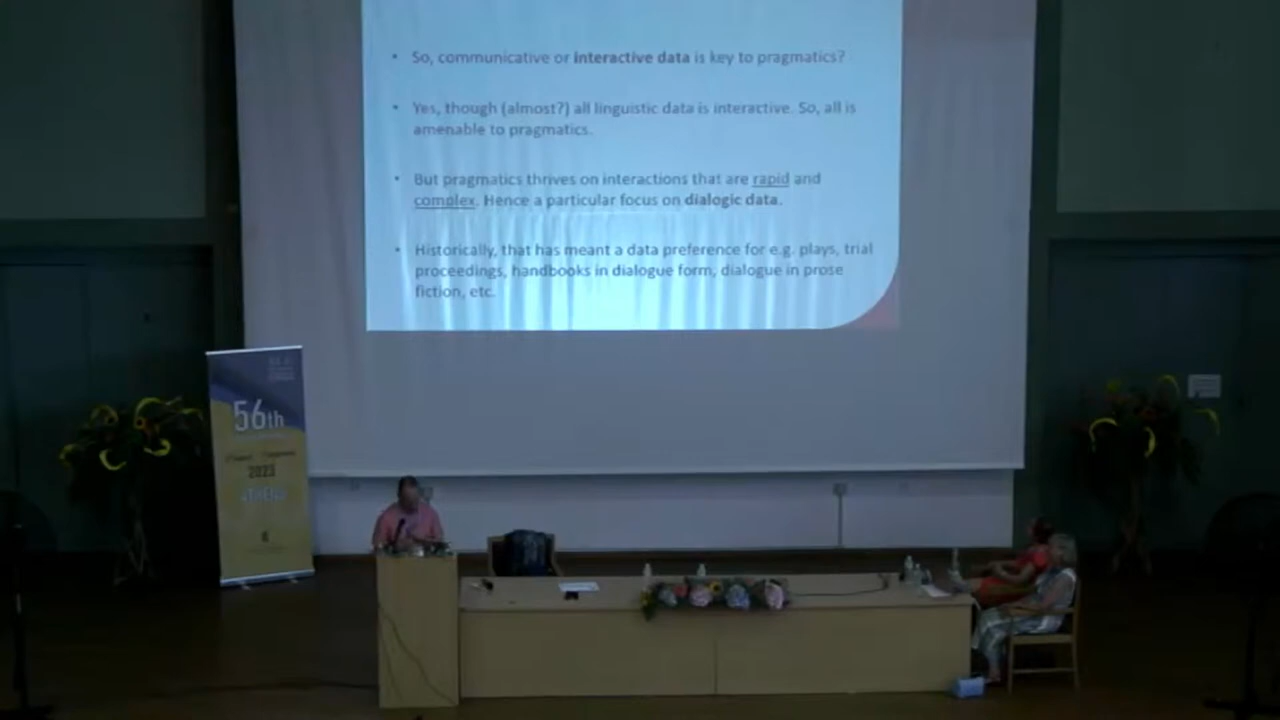 So, communicative or interactive data is key to pragmatics?
Yes, though (almost?) all linguistic data is interactive. So, all is
amenable to pragmatics.
But pragmatics thrives on interactions that are rapid and
complex. Hence a particular focus on dialogic data.
Historically, that has meant a data preference for e.g. plays, trial
proceedings, handbooks in dialogue form, dialogue in prose
fiction, etc.
56th
2023
ATHENS